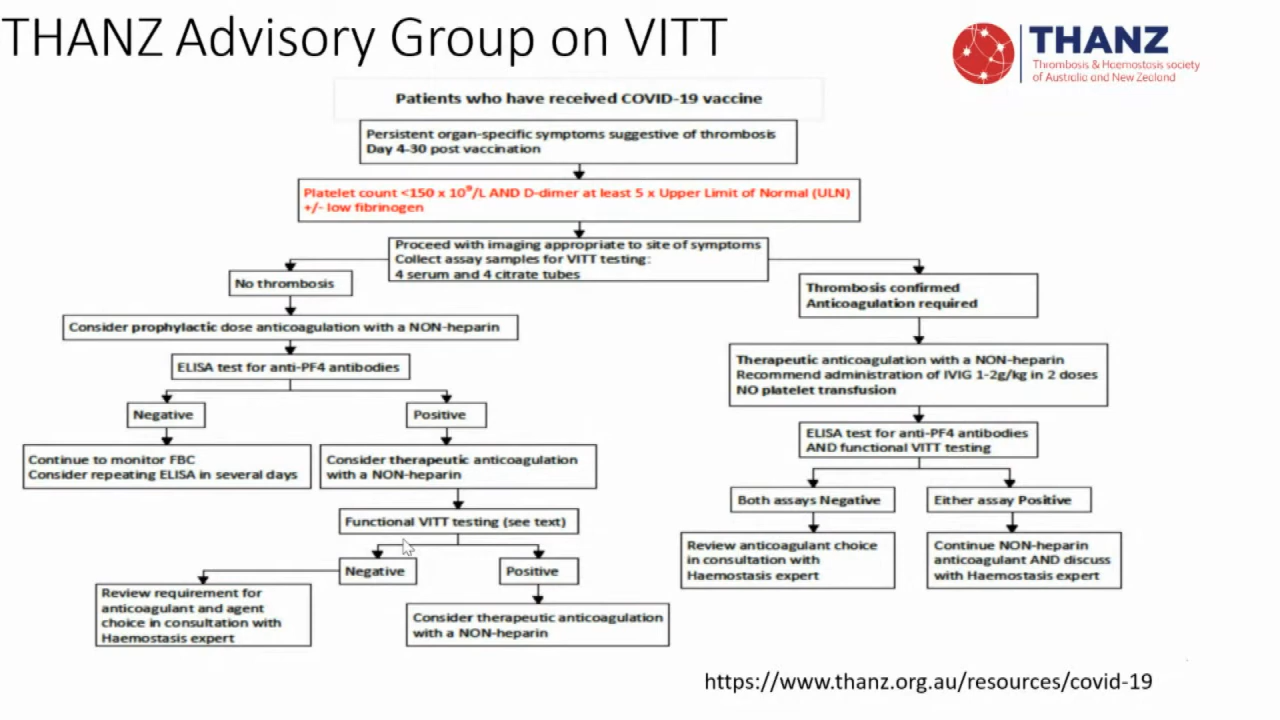 THANZ Advisory Group on VITT
THANZ
Thrombosis & Haemostasis society
of Australia and New Zealand
Patients who have received COVID-19 vaccine
Persistent organ-specific symptoms suggestive of thrombosis
Day 4-30 post vaccination
Platelet count <150 x 10⁹/L AND D-dimer at least 5 x Upper Limit of Normal (ULN)
+/- low fibrinogen
Proceed with imaging appropriate to site of symptoms
Collect assay samples for VITT testing:
4 serum and 4 citrate tubes
No thrombosis
Consider prophylactic dose anticoagulation with a NON-heparin
ELISA test for anti-PF4 antibodies
Negative
Positive
Continue to monitor FBC
Consider repeating ELISA in several days
Consider therapeutic anticoagulation
with a NON-heparin
Functional VITT testing (see text)
Negative
Positive
Review requirement for
anticoagulant and agent
choice in consultation with
Haemostasis expert
Consider therapeutic anticoagulation
with a NON-heparin
Thrombosis confirmed
Anticoagulation required
Therapeutic anticoagulation with a NON-heparin
Recommend administration of IVIG 1-2g/kg in 2 doses
NO platelet transfusion
ELISA test for anti-PF4 antibodies
AND functional VITT testing
Both assays Negative
Either assay Positive
Review anticoagulant choice
in consultation with
Haemostasis expert
Continue NON-heparin
anticoagulant AND discuss
with Haemostasis expert
https://www.thanz.org.au/resources/covid-19